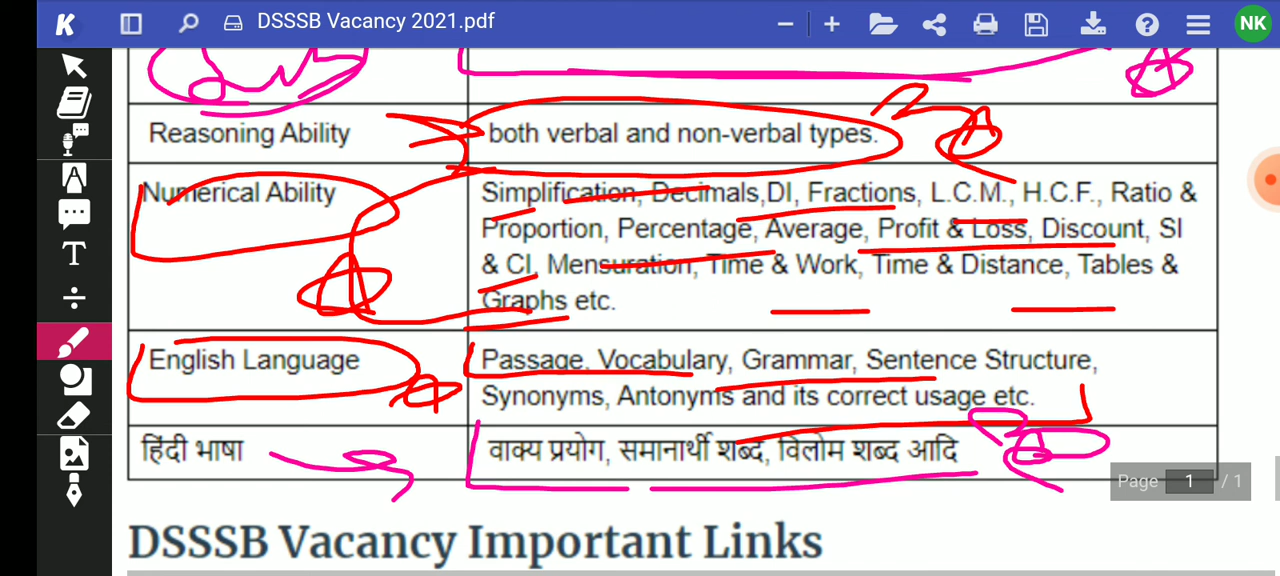 K
DSSSB Vacancy 2021.pdf
NK
Reasoning Ability
both verbal and non-verbal types.
Numerical Ability
Simplification, Decimals,DI, Fractions, L.C.M., H.C.F., Ratio &
Proportion, Percentage, Average, Profit & Loss, Discount, SI
& CI, Mensuration, Time & Work, Time & Distance, Tables &
Graphs etc.
English Language
Passage, Vocabulary, Grammar, Sentence Structure,
Synonyms, Antonyms and its correct usage etc.
हिंदी भाषा
वाक्य प्रयोग, समानार्थी शब्द, विलोम शब्द आदि
Page 1 / 1
DSSSB Vacancy Important Links